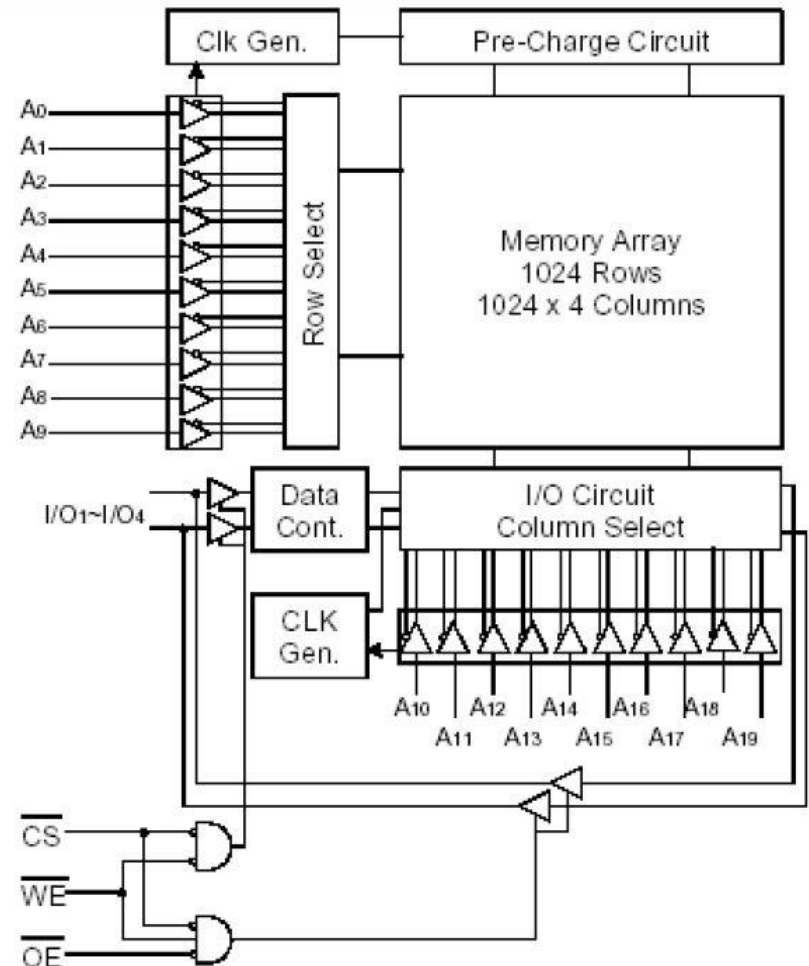 Clk Gen.
Pre-Charge Circuit
A0
A1
A2
A3
A4
A5
A6
A7
A8
A9
Row Select
Memory Array
1024 Rows
1024 x 4 Columns
I/O1~I/O4
Data
Cont.
I/O Circuit
Column Select
CLK
Gen.
A10
A12
A14
A16
A18
A11
A13
A15
A17
A19
CS
WE
OE